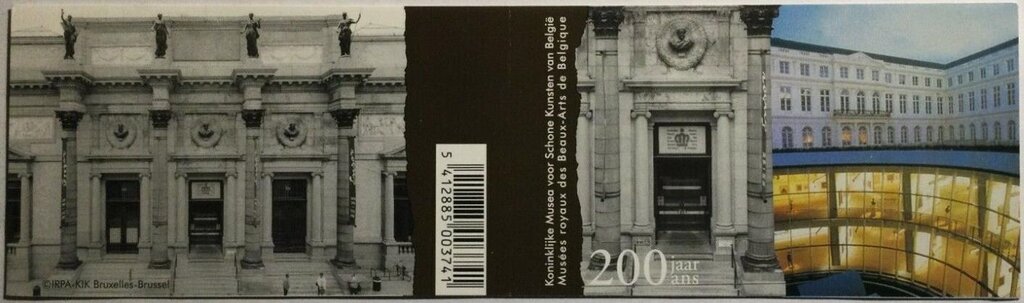 ©IRPA-KIK Bruxelles-Brussel
5 412885 003741
Koninklijke Musea voor Schone Kunsten van België
Musées royaux des Beaux-Arts de Belgique
200 jaar
ans